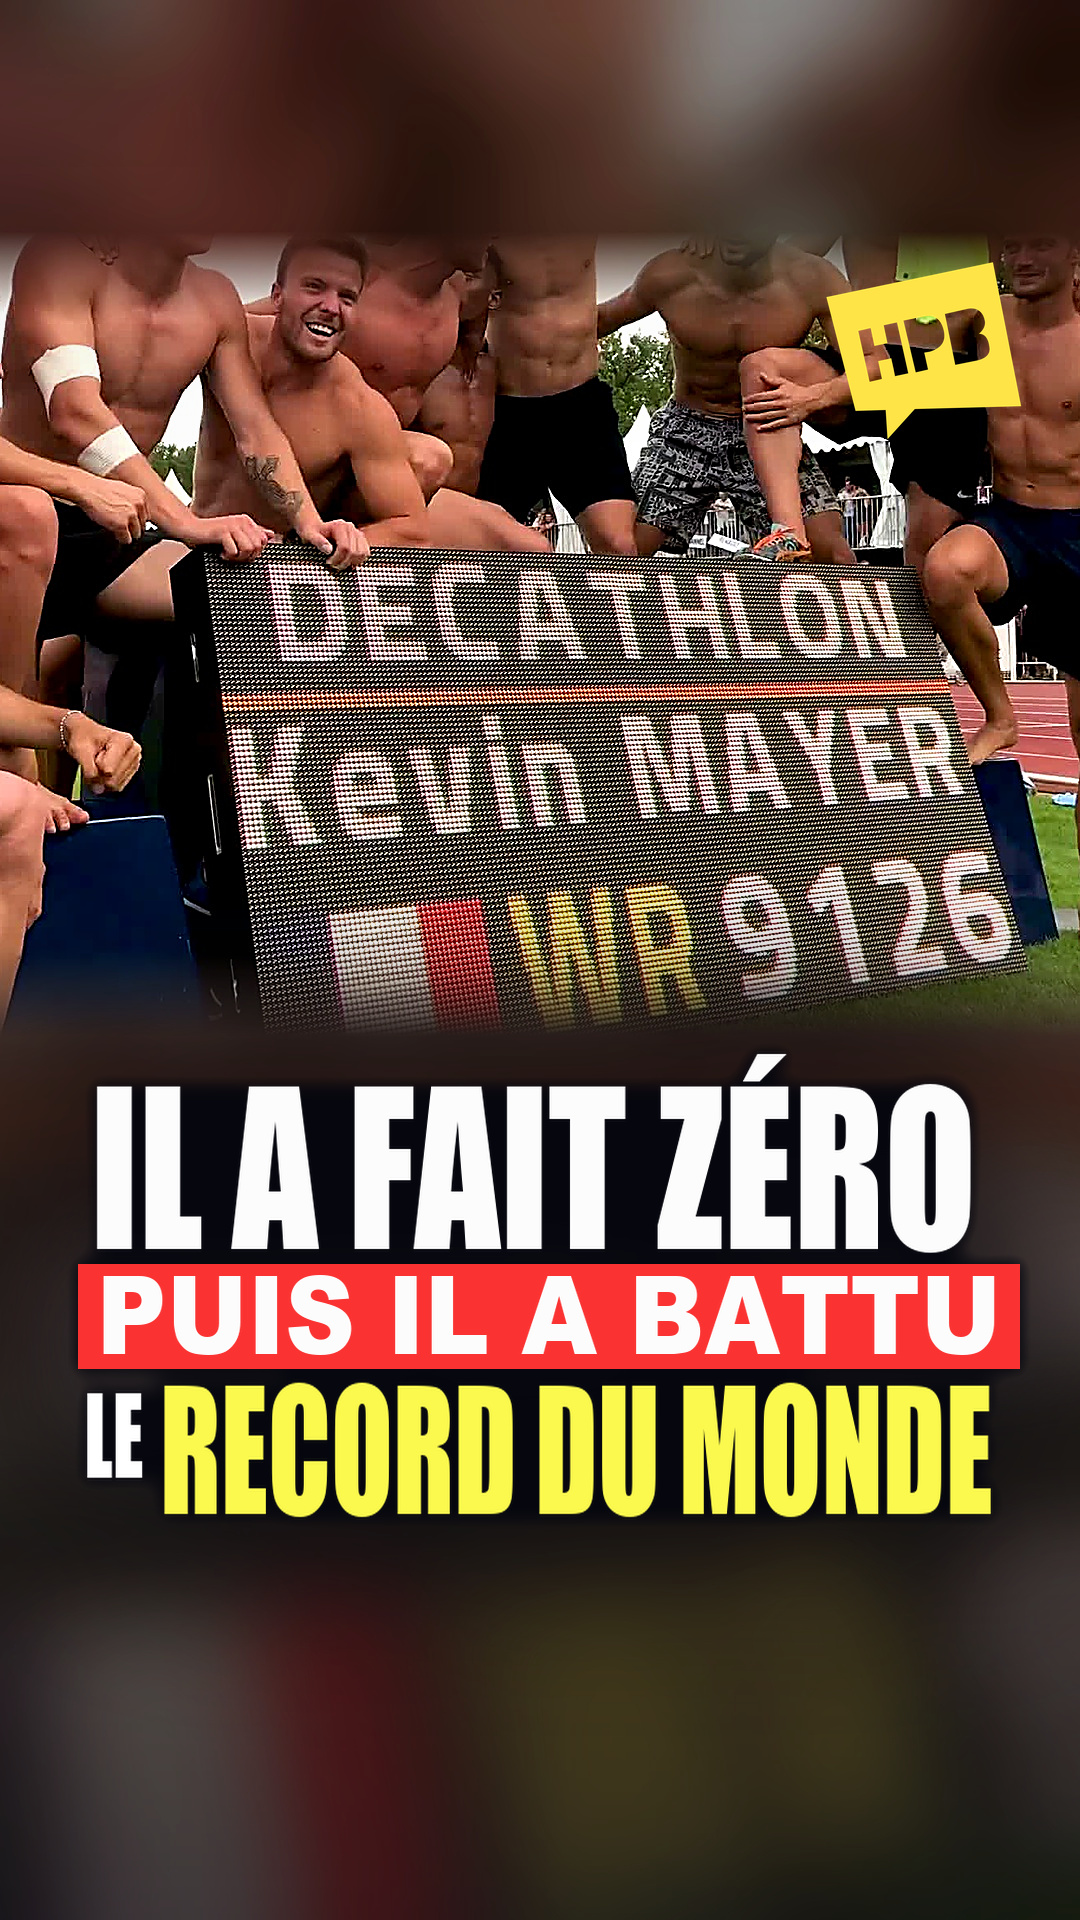 HPB
DECATHLON
Kevin MAYER
WR 9126
IL A FAIT ZÉRO
PUIS IL A BATTU
LE RECORD DU MONDE